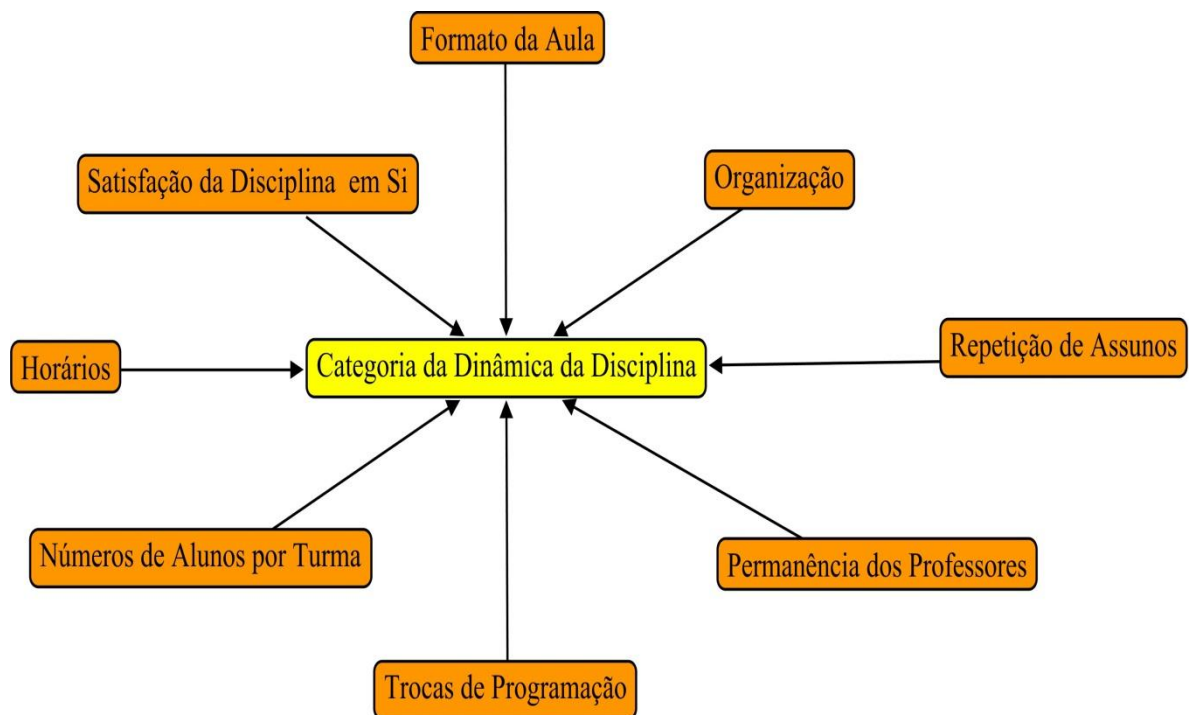 Formato da Aula
Satisfação da Disciplina em Si
Organização
Horários
Categoria da Dinâmica da Disciplina
Repetição de Assunos
Números de Alunos por Turma
Permanência dos Professores
Trocas de Programação